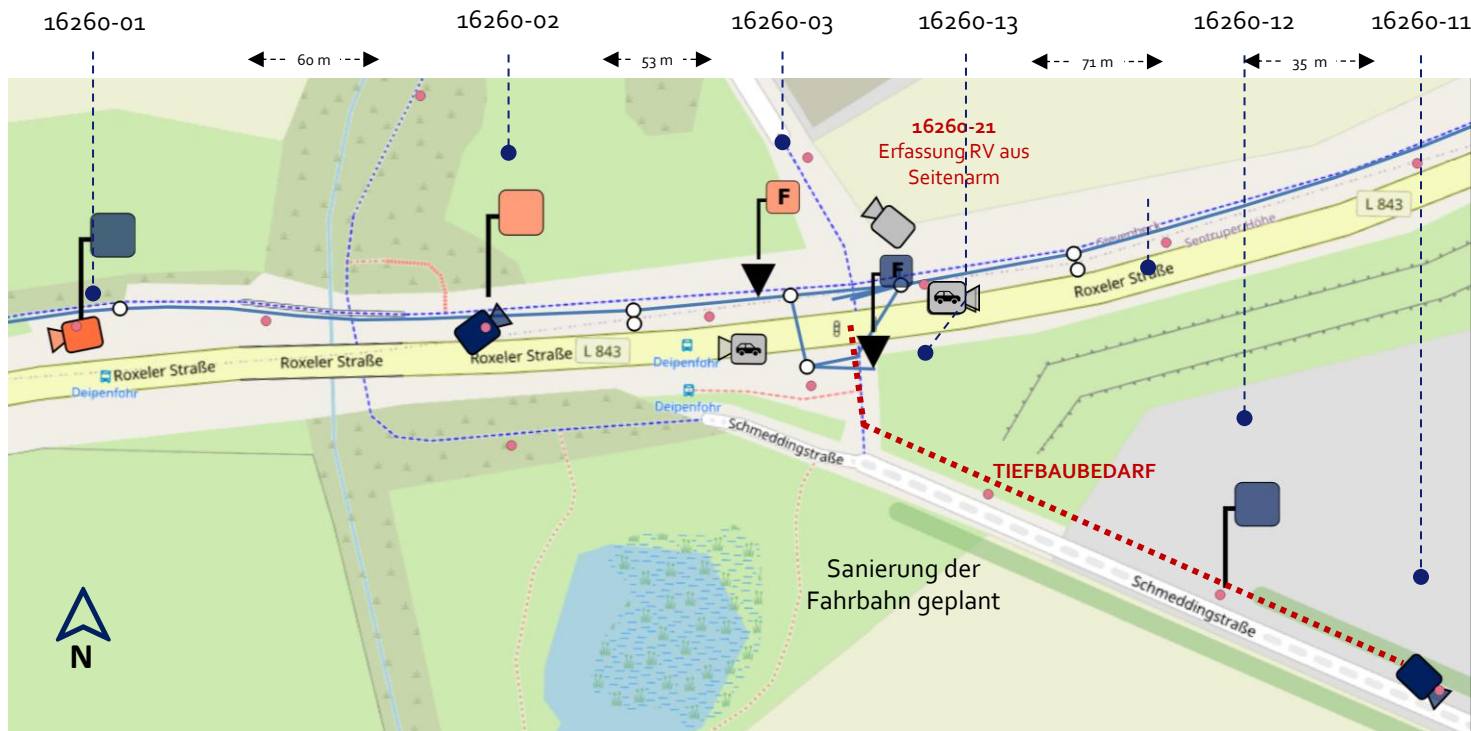 16260-01
16260-02
16260-03
16260-13
16260-12
16260-11
60 m
53 m
71 m
35 m
16260-21
Erfassung RV aus
Seitenarm
F
F
L 843
Sentruper Höhe
Roxeler Straße
Roxeler Straße
L 843
Roxeler Straße
Roxeler Straße
Deipenfohr
Deipenfohr
Deipenfohr
Schmeddingstraße
TIEFBAUBEDARF
Sanierung der
Fahrbahn geplant
Schmeddingstraße
N